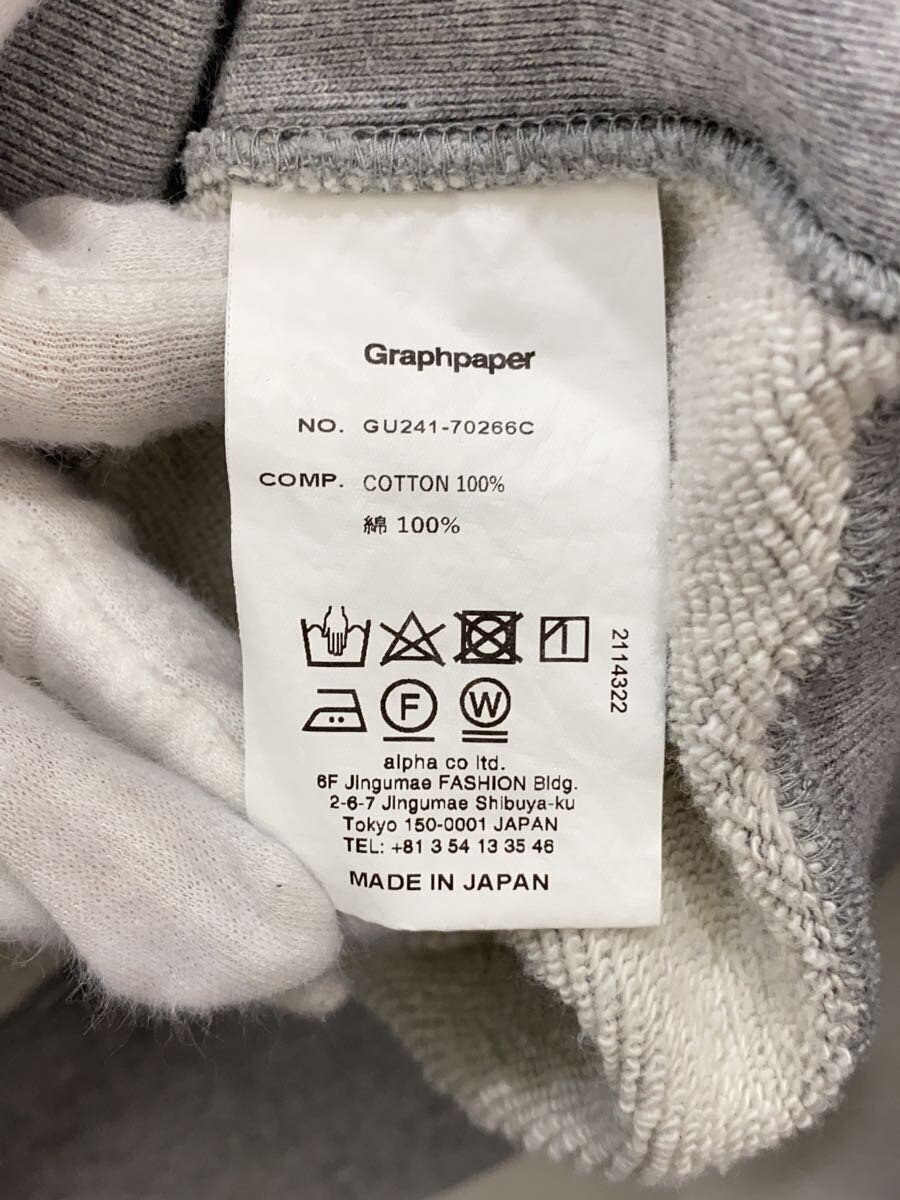 Graphpaper
NO. GU241-70266C
COMP. COTTON 100%
綿 100%
2114322
F
W
alpha co ltd.
6F Jingumae FASHION Bldg.
2-6-7 Jingumae Shibuya-ku
Tokyo 150-0001 JAPAN
TEL: +81 3 54 13 35 46
MADE IN JAPAN